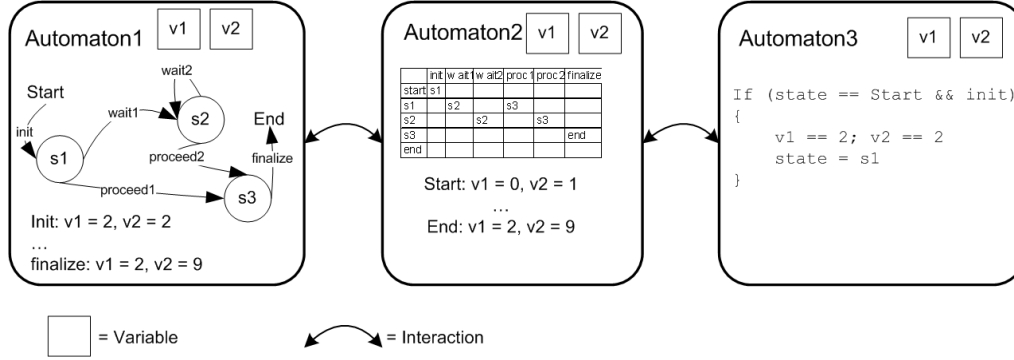 Automaton1
v1
v2
wait2
Start
wait1
s2
End
init
s1
proceed2
finalize
proceed1
s3
Init: v1 = 2, v2 = 2
...
finalize: v1 = 2, v2 = 9
Automaton2
v1
v2
init wait1 wait2 proc1 proc2 finalize
start s1
s1 s2 s3
s2 s2 s3
s3 end
end
Start: v1 = 0, v2 = 1
...
End: v1 = 2, v2 = 9
Automaton3
v1
v2
If (state == Start && init)
{
v1 == 2; v2 == 2
state = s1
}
= Variable
= Interaction